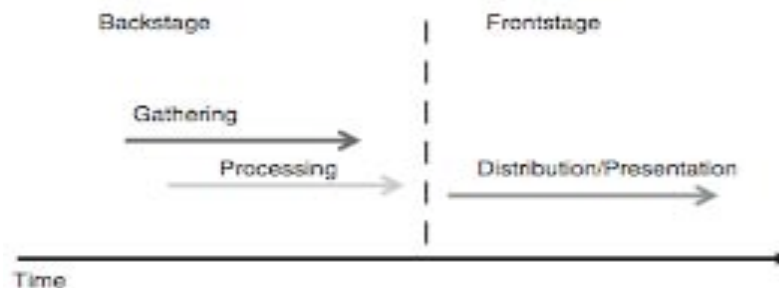 Backstage
Frontstage
Gathering
Processing
Distribution/Presentation
Time